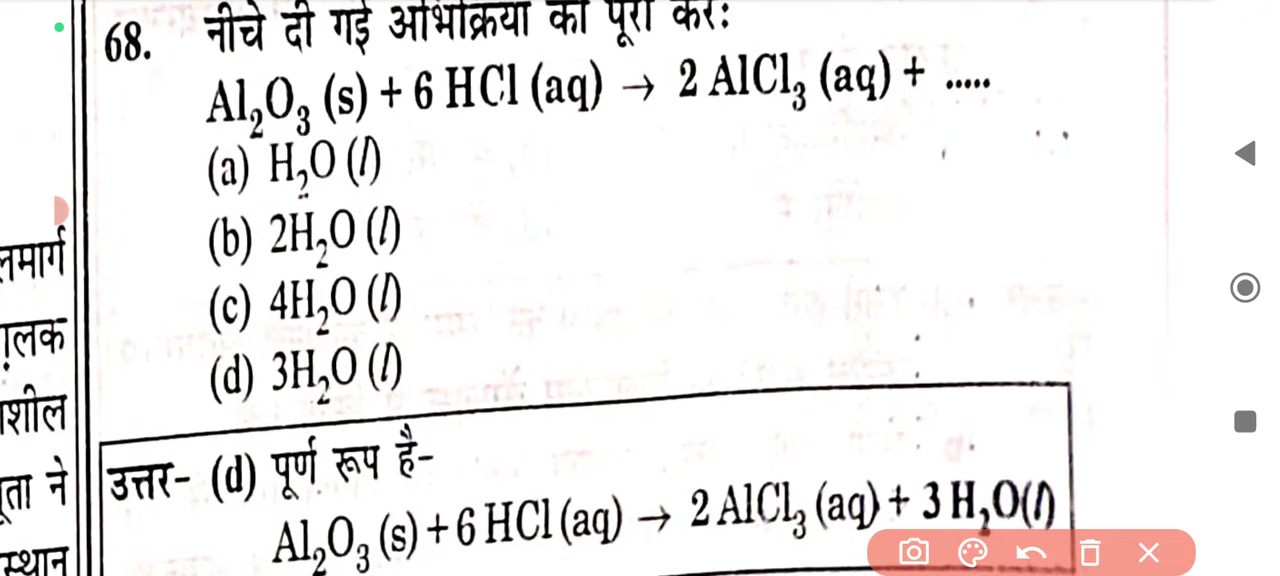 68. नीचे दी गई अभिक्रिया को पूरा करें:
Al₂O₃ (s) + 6 HCl (aq) → 2 AlCl₃ (aq) + .....
(a) H₂O (l)
(b) 2H₂O (l)
(c) 4H₂O (l)
(d) 3H₂O (l)
उत्तर- (d) पूर्ण रूप है-
Al₂O₃ (s) + 6 HCl (aq) → 2 AlCl₃ (aq) + 3 H₂O(l)
ने